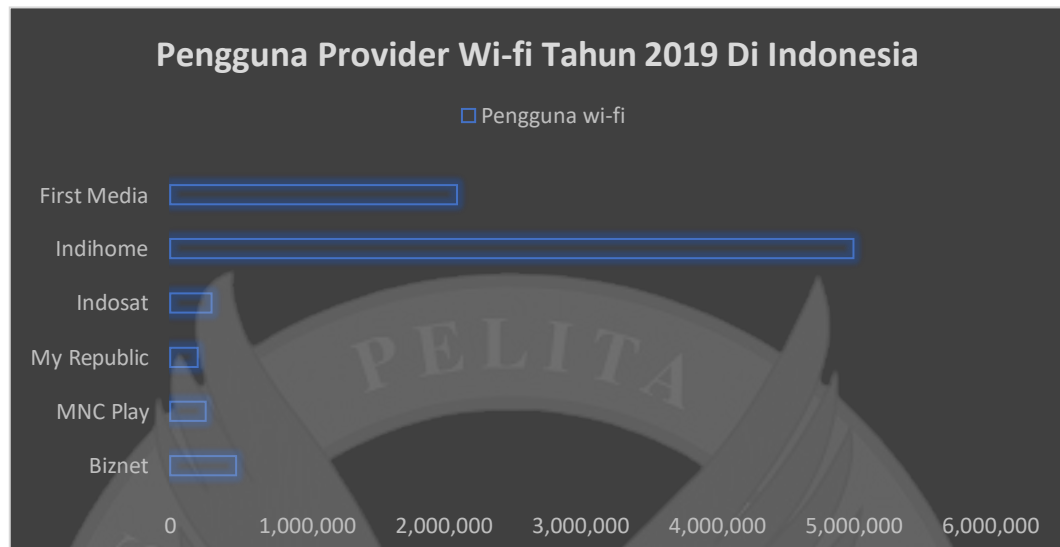 Pengguna Provider Wi-fi Tahun 2019 Di Indonesia
Pengguna wi-fi
First Media
Indihome
Indosat
My Republic
MNC Play
Biznet
0 1,000,000 2,000,000 3,000,000 4,000,000 5,000,000 6,000,000
PELITA